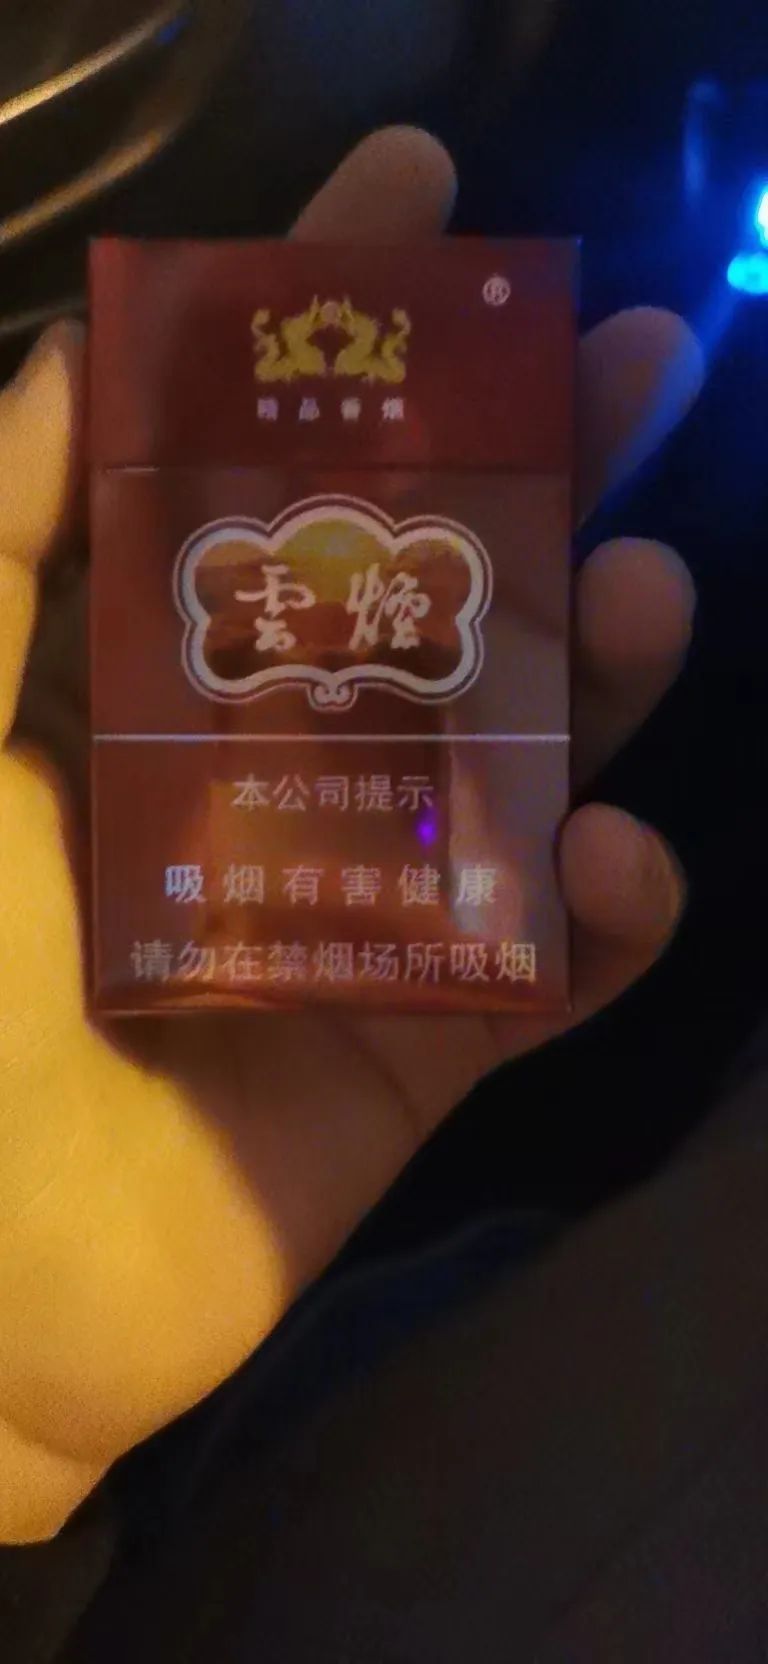 ®
精品香烟
雲煙
本公司提示
吸烟有害健康
请勿在禁烟场所吸烟